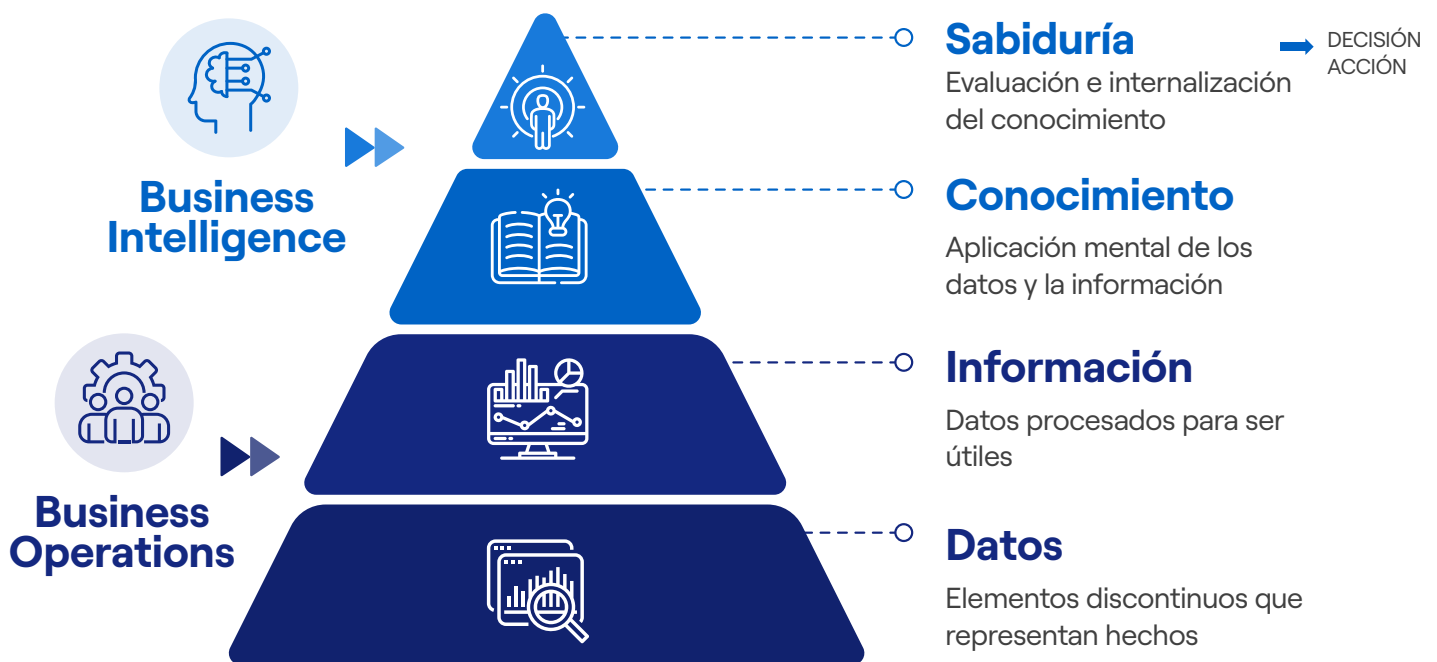 Sabiduría
Evaluación e internalización
del conocimiento
DECISIÓN
ACCIÓN
Business
Intelligence
Conocimiento
Aplicación mental de los
datos y la información
Información
Datos procesados para ser
útiles
Business
Operations
Datos
Elementos discontinuos que
representan hechos